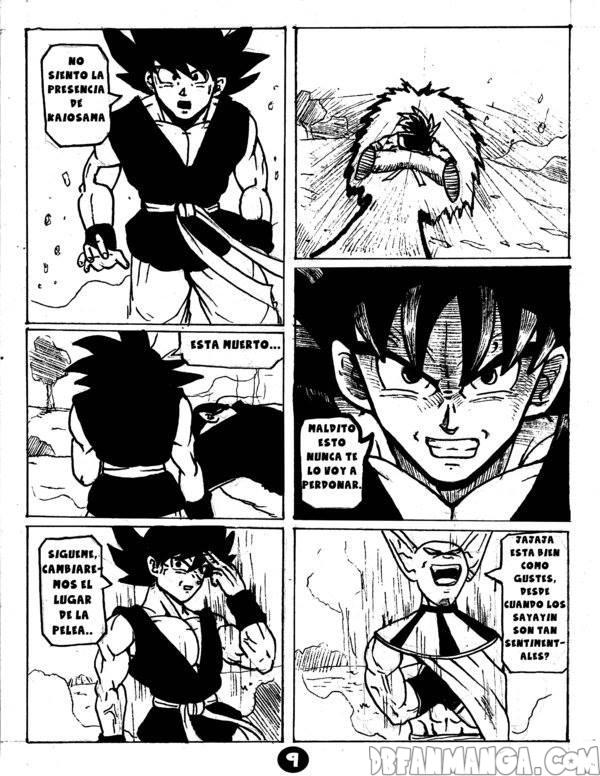 NO
SIENTO LA
PRESENCIA
DE
KAIOSAMA
ESTA MUERTO...
MALDITO
ESTO
NUNCA TE
LO VOY A
PERDONAR.
SIGUEME,
CAMBIARE-
MOS EL
LUGAR
DE LA
PELEA..
JAJAJA
ESTA BIEN
COMO
GUSTES,
DESDE
CUANDO LOS
SAYAYIN
SON TAN
SENTIMENT-
ALES?
9
DBFANMANGA.COM